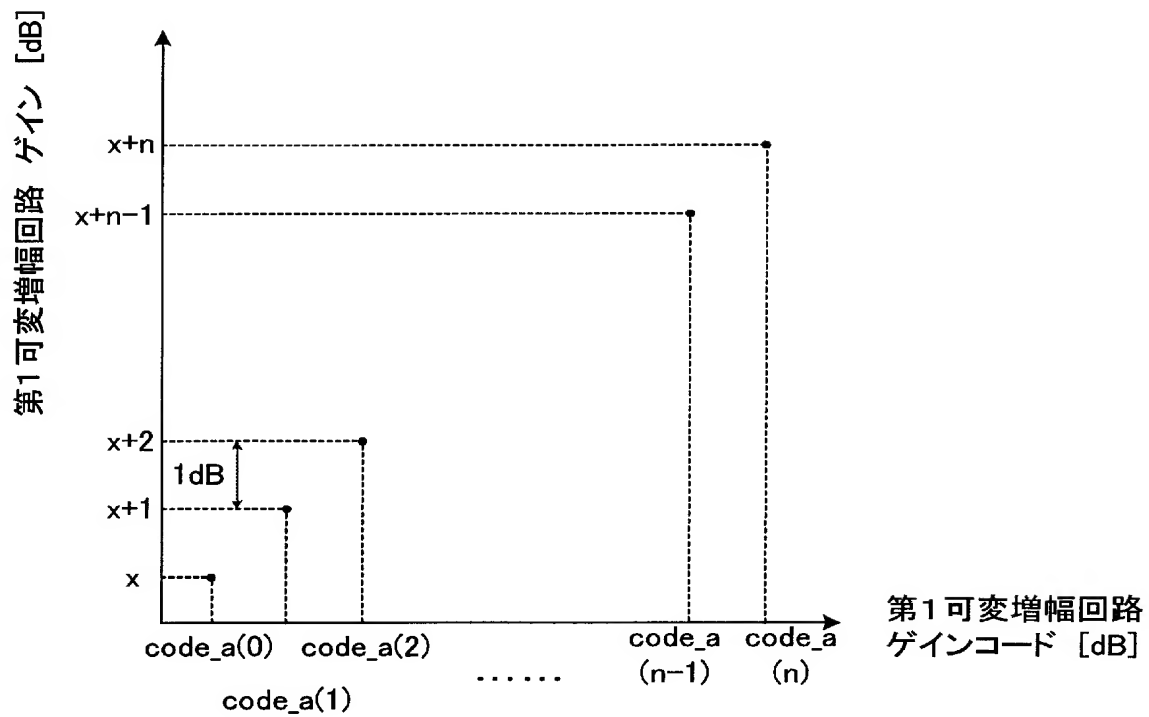 第1可変増幅回路 ゲイン [dB]
x+n
x+n-1
x+2
1dB
x+1
x
code_a(0)
code_a(1)
code_a(2)
......
code_a
(n-1)
code_a
(n)
第1可変増幅回路
ゲインコード [dB]